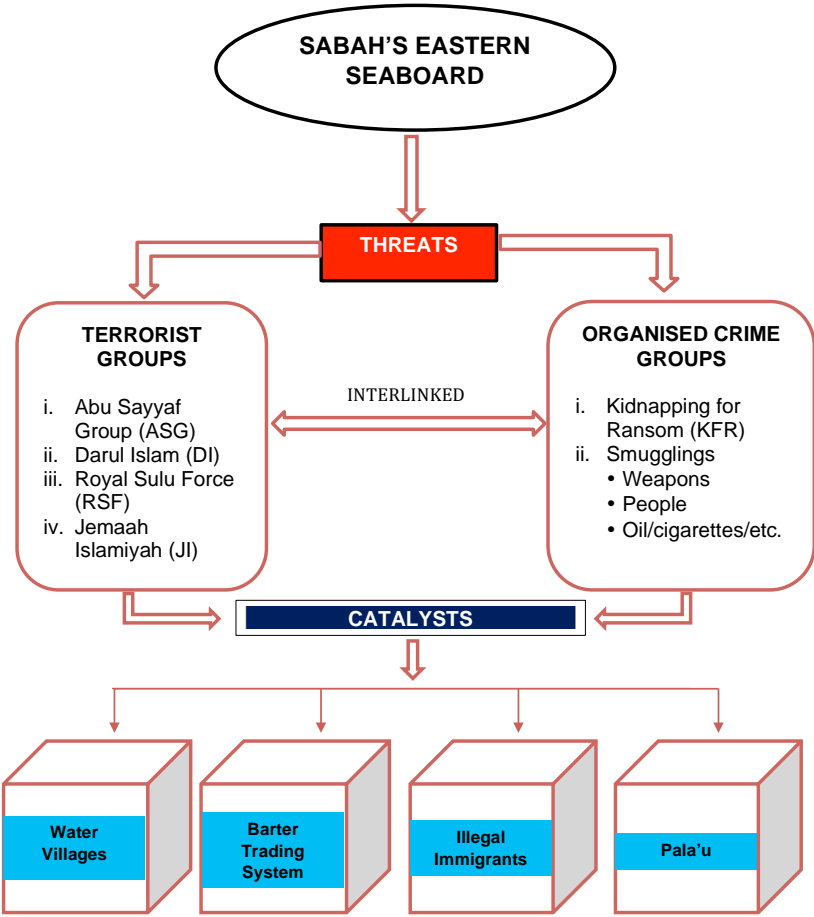 SABAH'S EASTERN
SEABOARD
THREATS
TERRORIST
GROUPS
i. Abu Sayyaf
Group (ASG)
ii. Darul Islam (DI)
iii. Royal Sulu Force
(RSF)
iv. Jemaah
Islamiyah (JI)
INTERLINKED
ORGANISED CRIME
GROUPS
i. Kidnapping for
Ransom (KFR)
ii. Smugglings
• Weapons
• People
• Oil/cigarettes/etc.
CATALYSTS
Water
Villages
Barter
Trading
System
Illegal
Immigrants
Pala'u